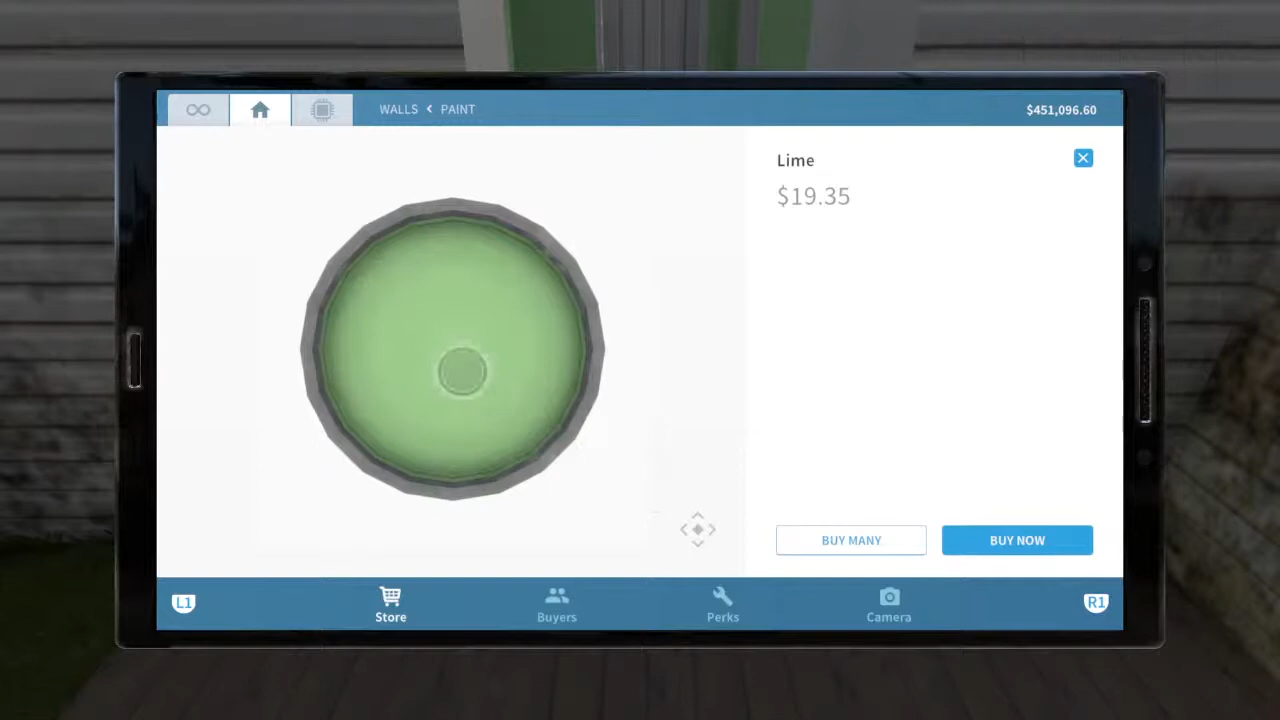 WALLS < PAINT
$451,096.60
Lime
$19.35
BUY MANY
BUY NOW
L1
Store
Buyers
Perks
Camera
R1